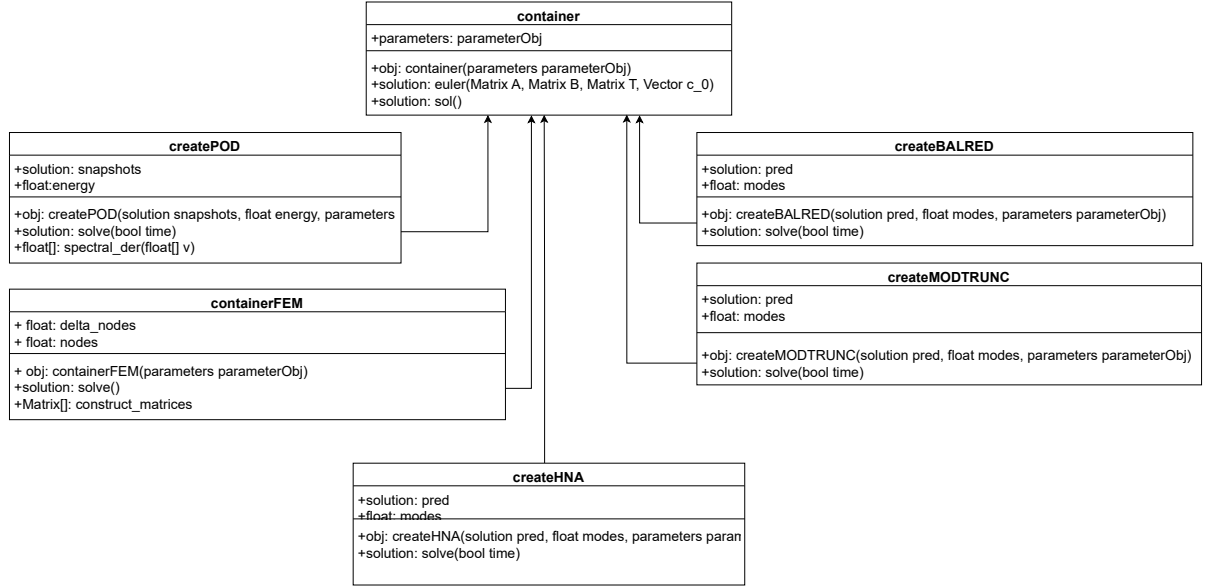 container
+parameters: parameterObj
+obj: container(parameters parameterObj)
+solution: euler(Matrix A, Matrix B, Matrix T, Vector c_0)
+solution: sol()
createPOD
+solution: snapshots
+float:energy
+obj: createPOD(solution snapshots, float energy, parameters
+solution: solve(bool time)
+float[]: spectral_der(float[] v)
createBALRED
+solution: pred
+float: modes
+obj: createBALRED(solution pred, float modes, parameters parameterObj)
+solution: solve(bool time)
containerFEM
+ float: delta_nodes
+ float: nodes
+ obj: containerFEM(parameters parameterObj)
+solution: solve()
+Matrix[]: construct_matrices
createMODTRUNC
+solution: pred
+float: modes
+obj: createMODTRUNC(solution pred, float modes, parameters parameterObj)
+solution: solve(bool time)
createHNA
+solution: pred
+float: modes
+obj: createHNA(solution pred, float modes, parameters param
+solution: solve(bool time)